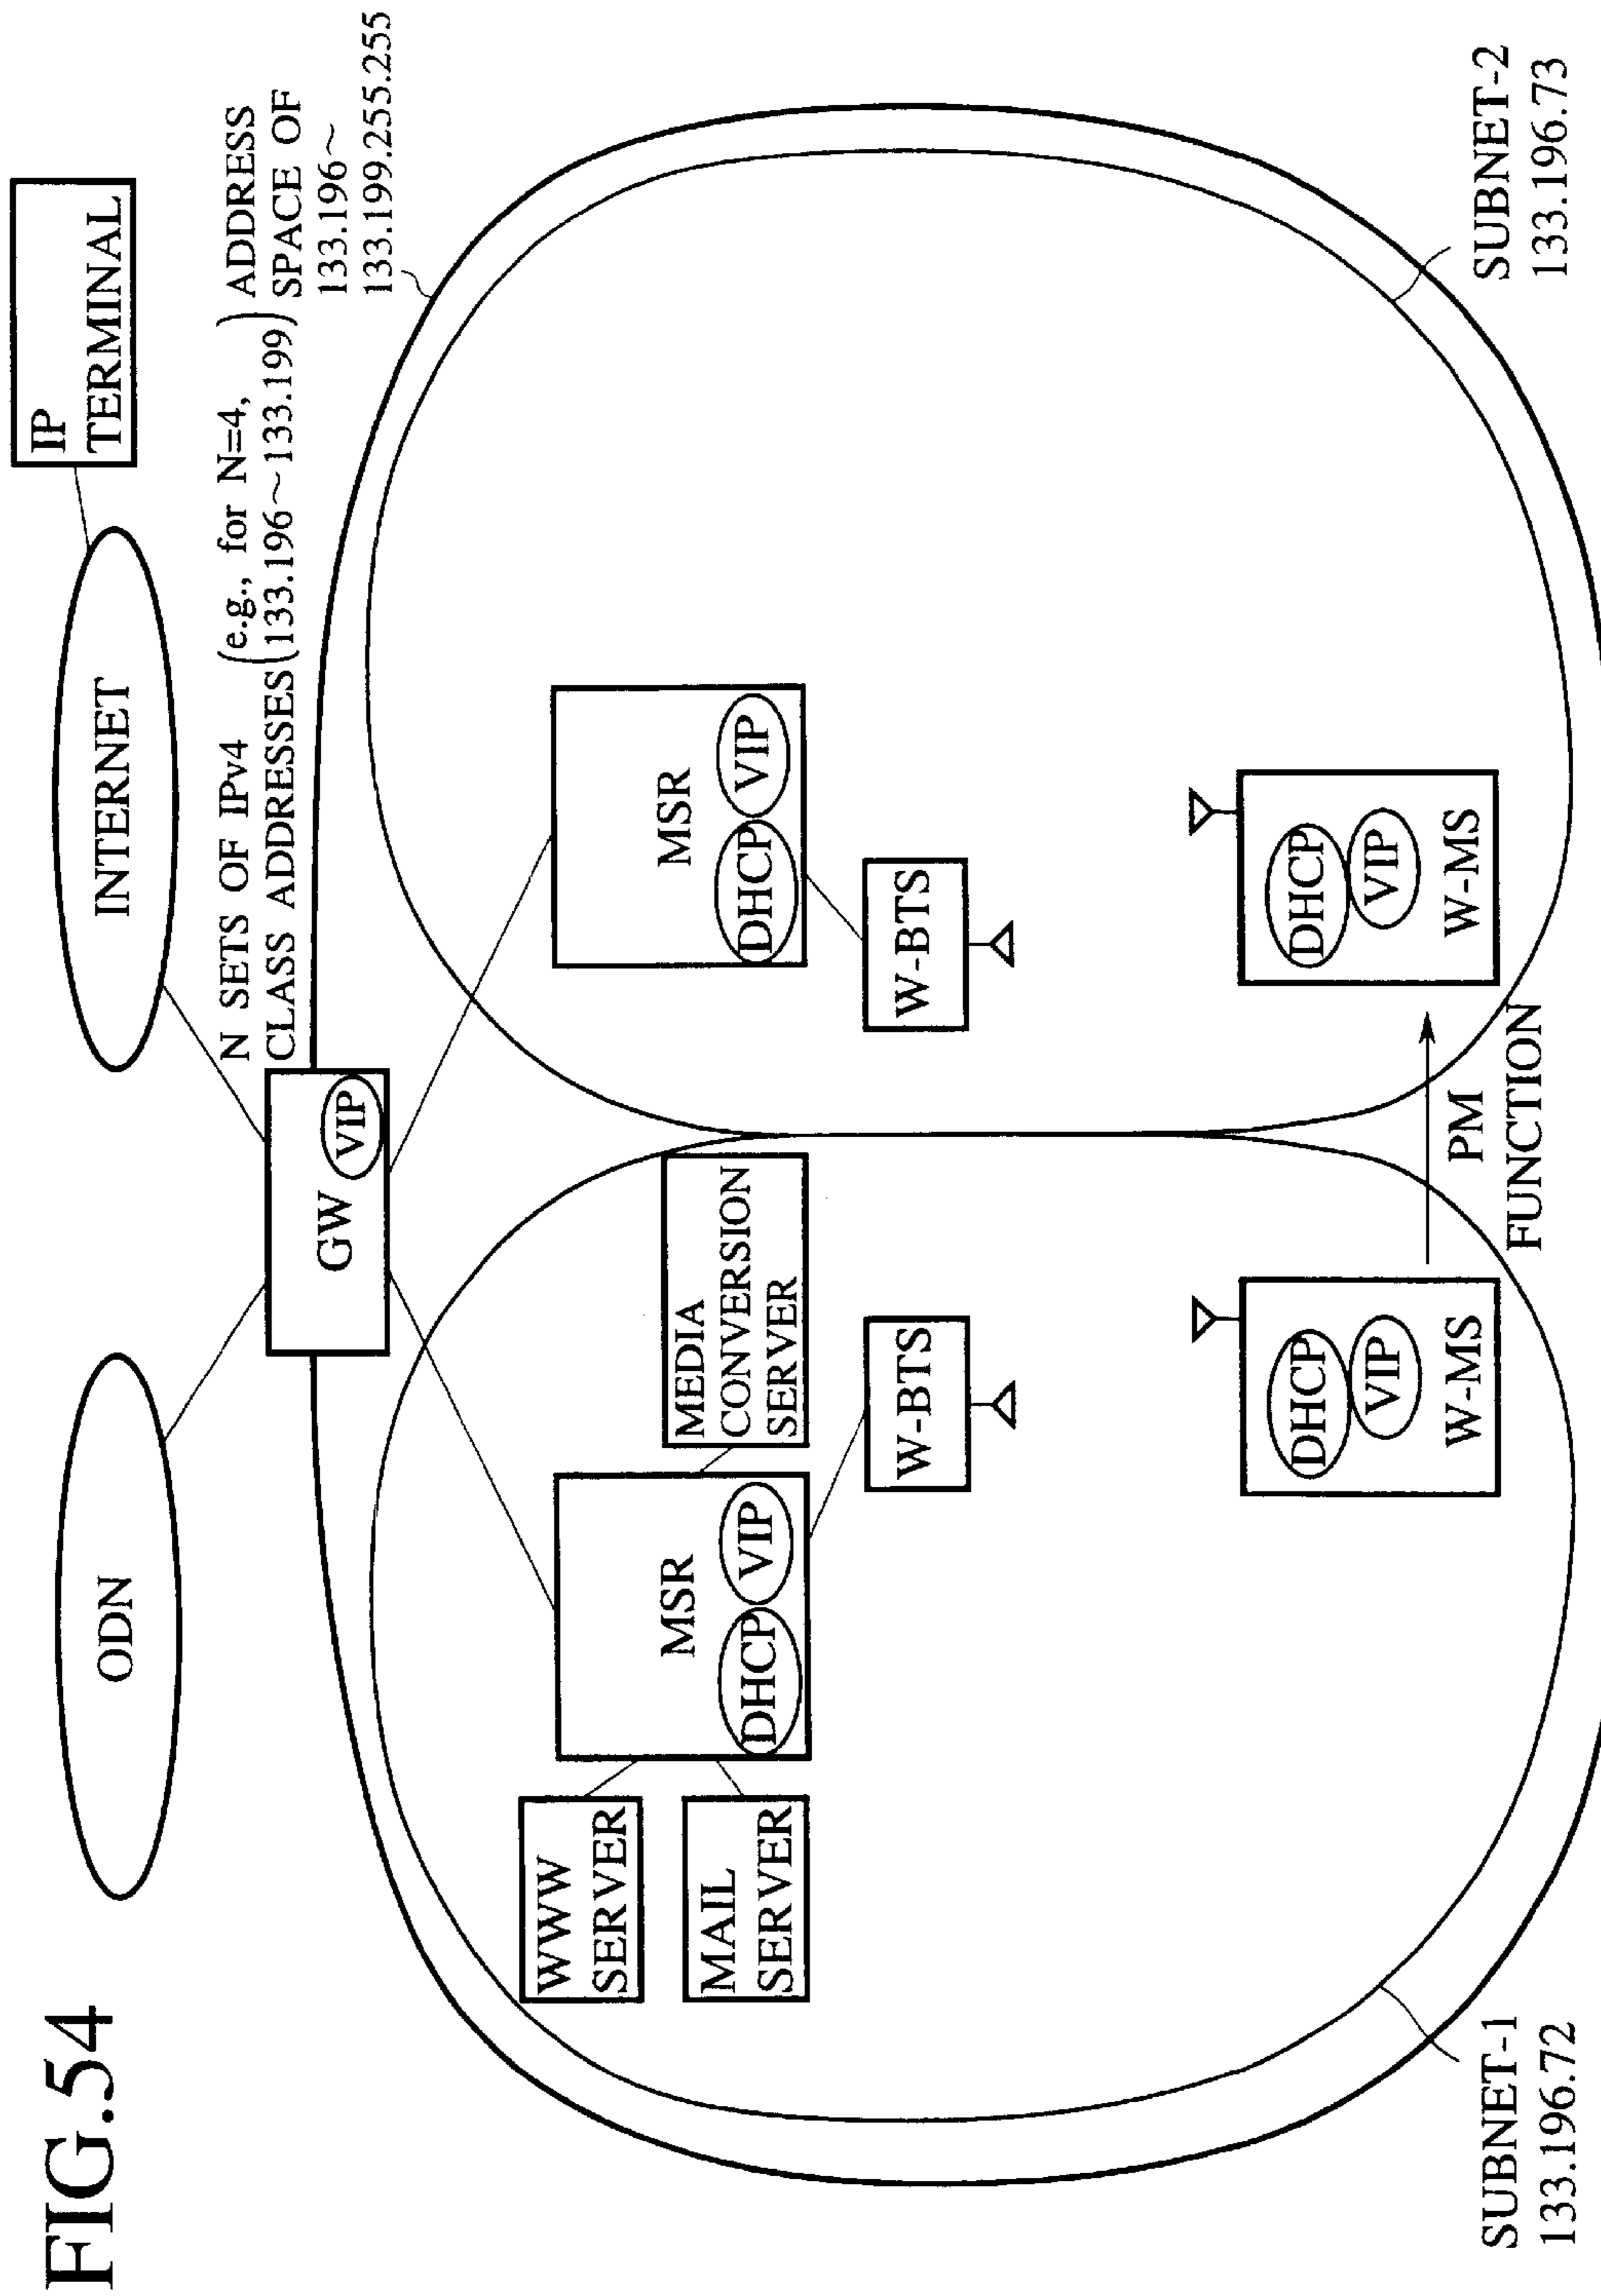 FIG.54
ODN
INTERNET
IP
TERMINAL
GW
VIP
N SETS OF IPv4
CLASS ADDRESSES
(e.g., for N=4,
133.196~133.199)
ADDRESS
SPACE OF
133.196~
133.199.255.255
WWW
SERVER
MAIL
SERVER
MSR
DHCP
VIP
MEDIA
CONVERSION
SERVER
W-BTS
DHCP
VIP
W-MS
PM
FUNCTION
MSR
DHCP
VIP
W-BTS
DHCP
VIP
W-MS
SUBNET-1
133.196.72
SUBNET-2
133.196.73